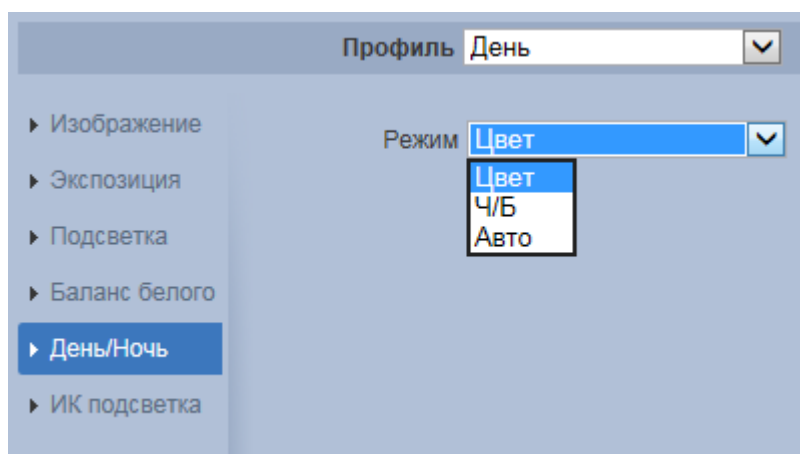 Профиль День
Изображение
Режим Цвет
Экспозиция
Цвет
Ч/Б
Подсветка
Авто
Баланс белого
День/Ночь
ИК подсветка